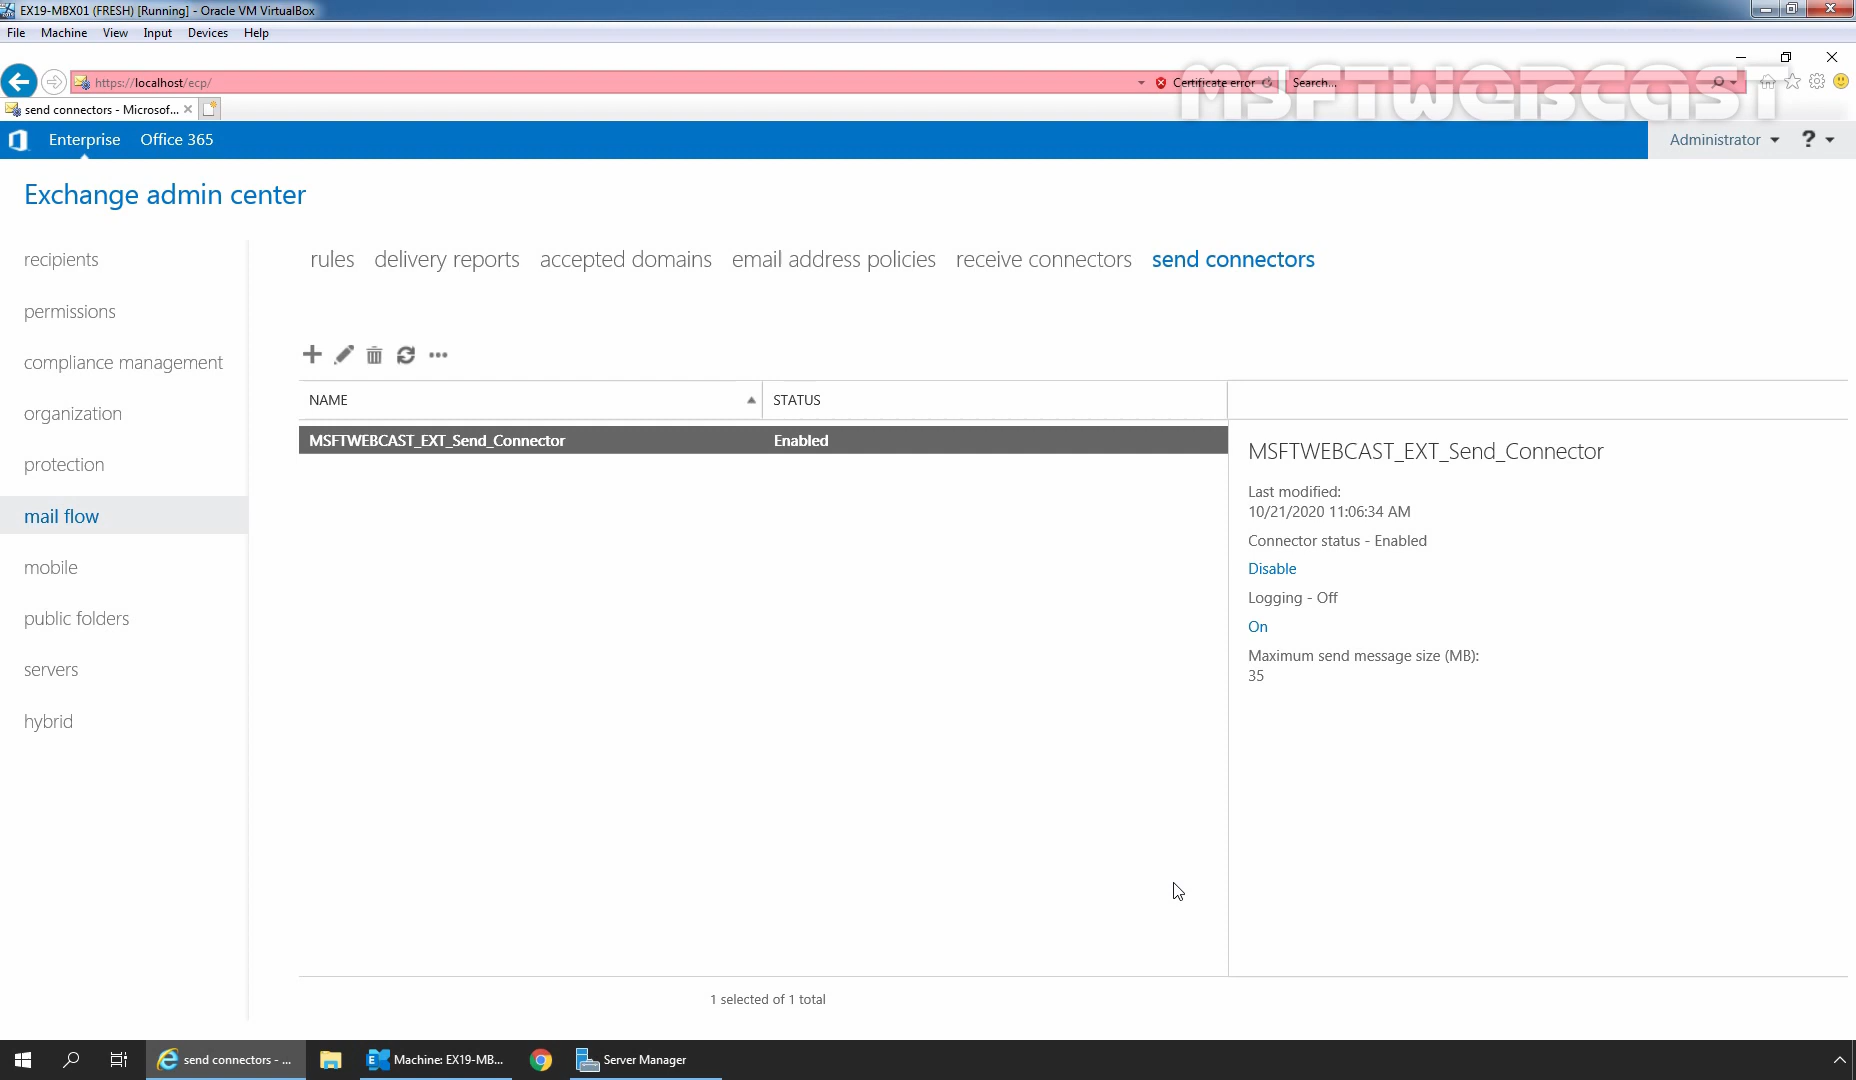 EX19-MBX01 (FRESH) [Running] - Oracle VM VirtualBox
File Machine View Input Devices Help
https://localhost/ecp/
Certificate error
Search...
MSFTWEBCAST
send connectors - Microsof...
Enterprise Office 365
Administrator ?
Exchange admin center
recipients
permissions
compliance management
organization
protection
mail flow
mobile
public folders
servers
hybrid
rules delivery reports accepted domains email address policies receive connectors send connectors
NAME STATUS
MSFTWEBCAST_EXT_Send_Connector Enabled
MSFTWEBCAST_EXT_Send_Connector
Last modified:
10/21/2020 11:06:34 AM
Connector status - Enabled
Disable
Logging - Off
On
Maximum send message size (MB):
35
1 selected of 1 total
send connectors - ...
Machine: EX19-MB...
Server Manager